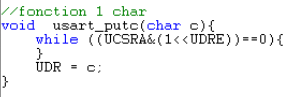 //fonction 1 char
void  usart_putc(char c){
    while ((UCSRA&(1<<UDRE))==0){
    }
    UDR = c;
}